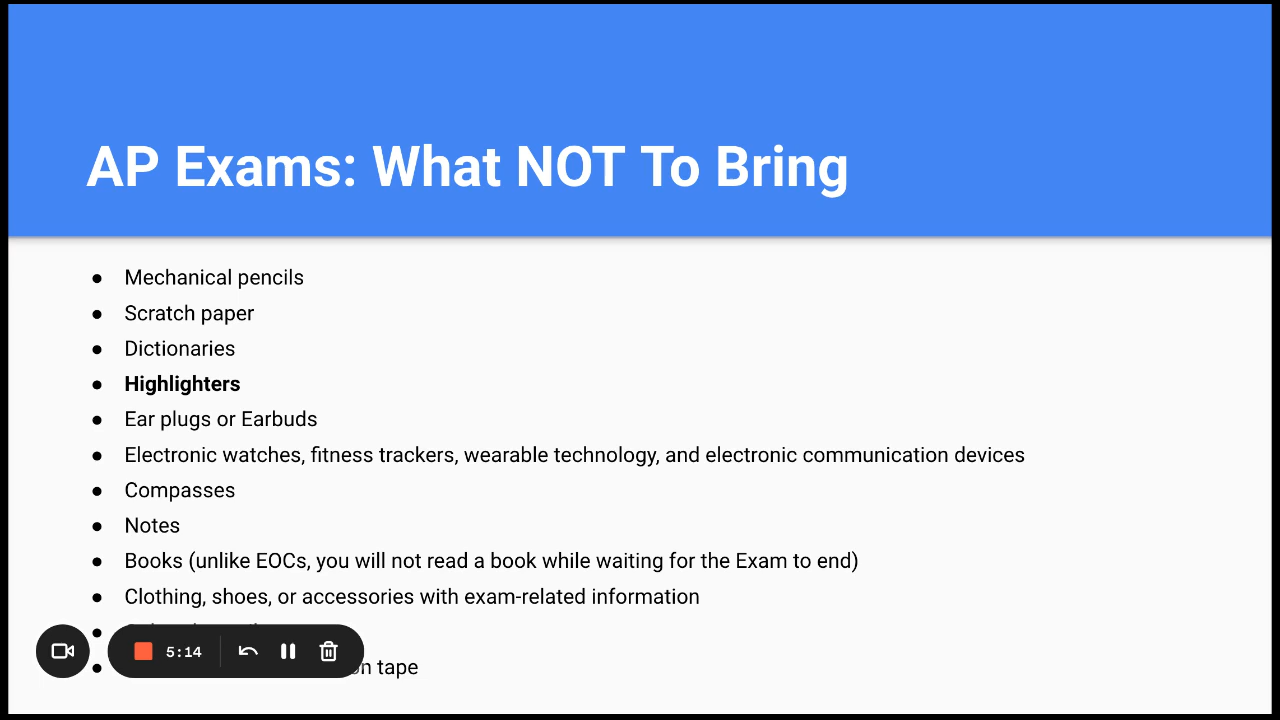 AP Exams: What NOT To Bring
● Mechanical pencils
● Scratch paper
● Dictionaries
● Highlighters
● Ear plugs or Earbuds
● Electronic watches, fitness trackers, wearable technology, and electronic communication devices
● Compasses
● Notes
● Books (unlike EOCs, you will not read a book while waiting for the Exam to end)
● Clothing, shoes, or accessories with exam-related information
●
5:14
● tape